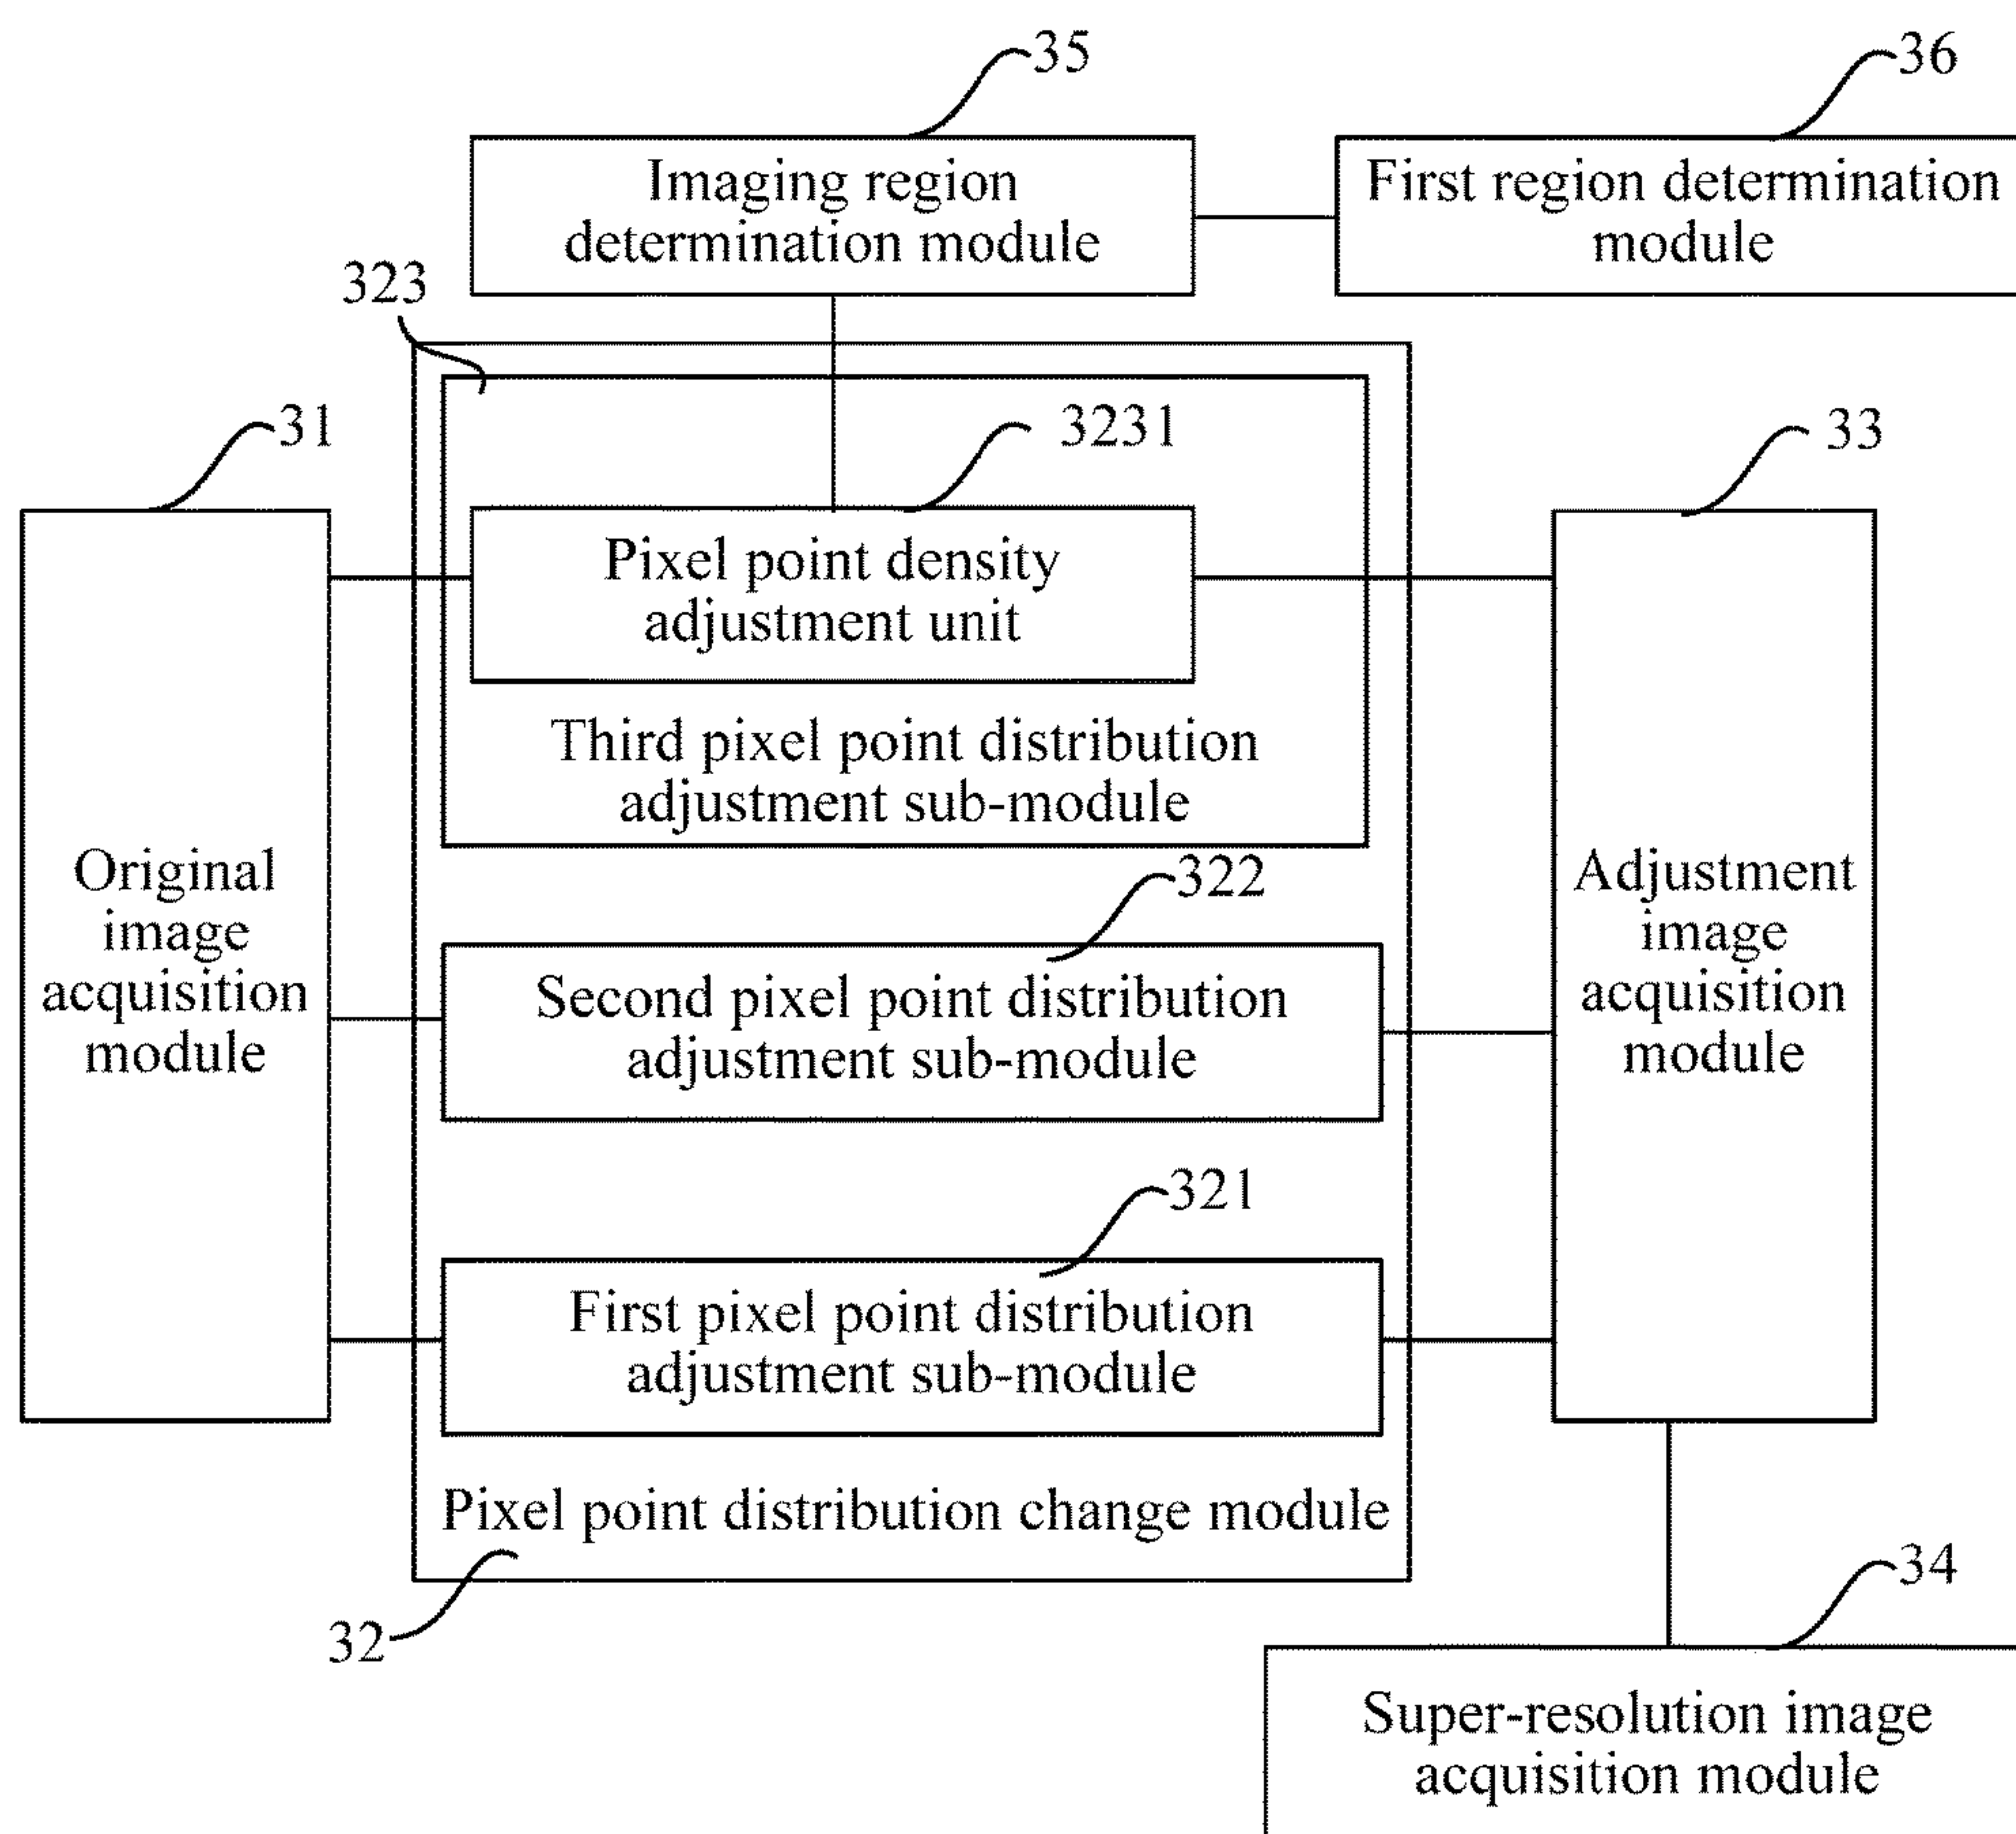 35
36
Imaging region
determination module
First region determination
module
323
31
3231
33
Pixel point density
adjustment unit
Third pixel point distribution
adjustment sub-module
Original
image
acquisition
module
322
Adjustment
image
acquisition
module
Second pixel point distribution
adjustment sub-module
321
First pixel point distribution
adjustment sub-module
Pixel point distribution change module
32
34
Super-resolution image
acquisition module